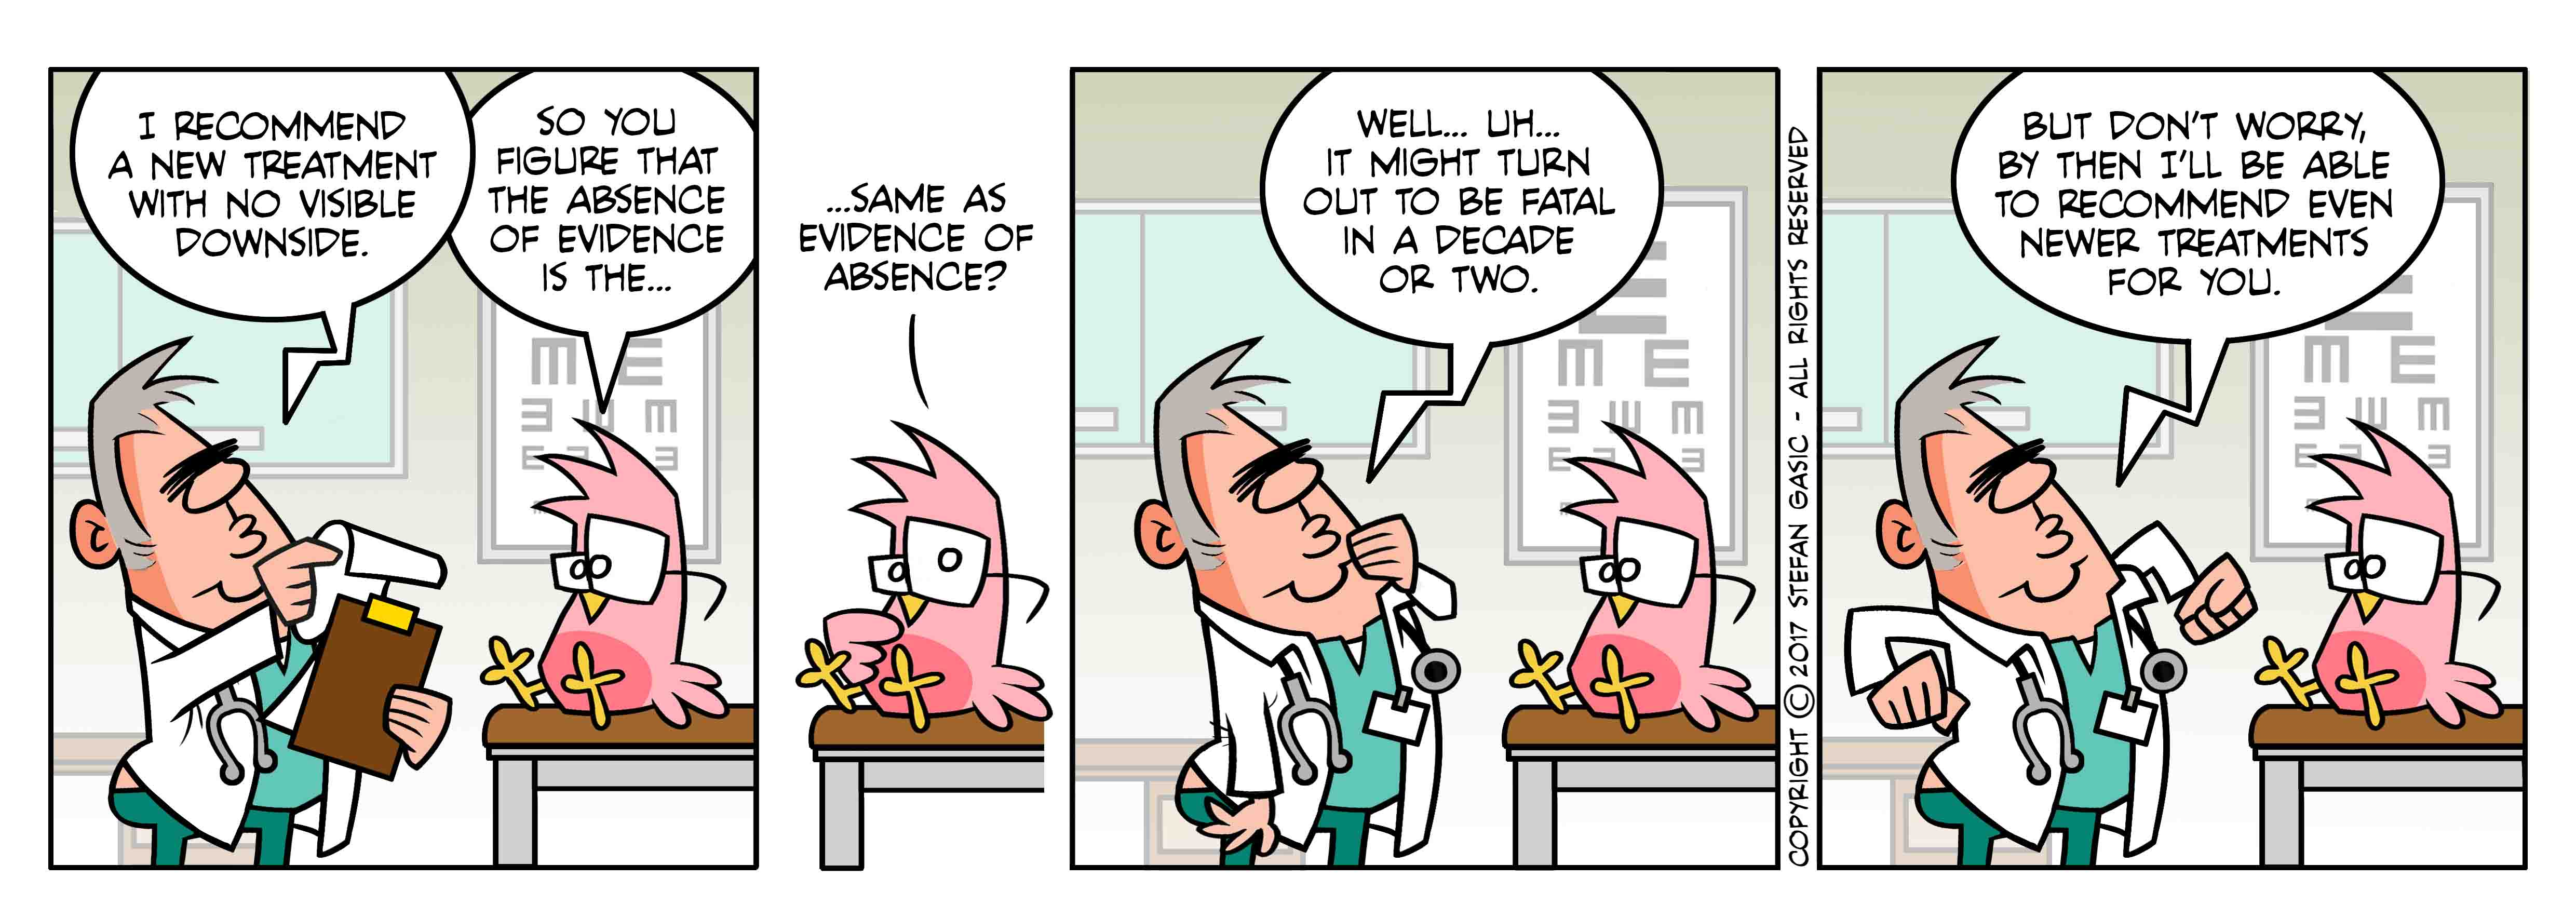 I RECOMMEND
A NEW TREATMENT
WITH NO VISIBLE
DOWNSIDE.
SO YOU
FIGURE THAT
THE ABSENCE
OF EVIDENCE
IS THE...
...SAME AS
EVIDENCE OF
ABSENCE?
WELL... UH...
IT MIGHT TURN
OUT TO BE FATAL
IN A DECADE
OR TWO.
COPYRIGHT © 2017 STEFAN GASIC - ALL RIGHTS RESERVED
BUT DON'T WORRY,
BY THEN I'LL BE ABLE
TO RECOMMEND EVEN
NEWER TREATMENTS
FOR YOU.